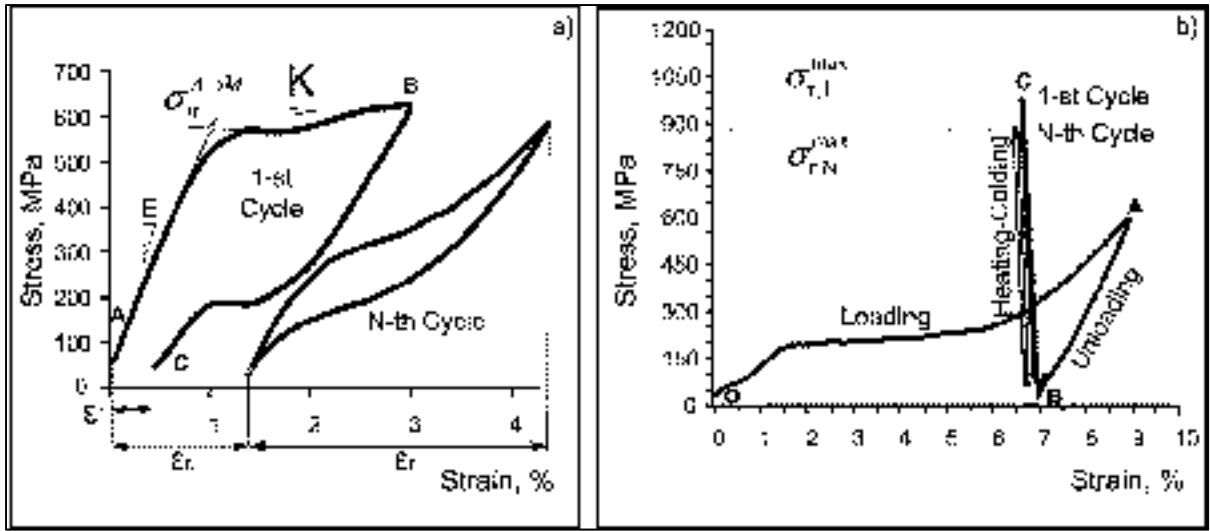 a)
Stress, MPa
700
600
500
400
300
200
100
0
K
B
1-st
Cycle
E
A
C
N-th Cycle
1
2
3
4
Strain, %
b)
Stress, MPa
1200
1050
900
750
600
450
300
150
0
C
1-st Cycle
N-th Cycle
Heating-Colding
A
Loading
Unloading
O
B
0 1 2 3 4 5 6 7 8 9 10
Strain, %